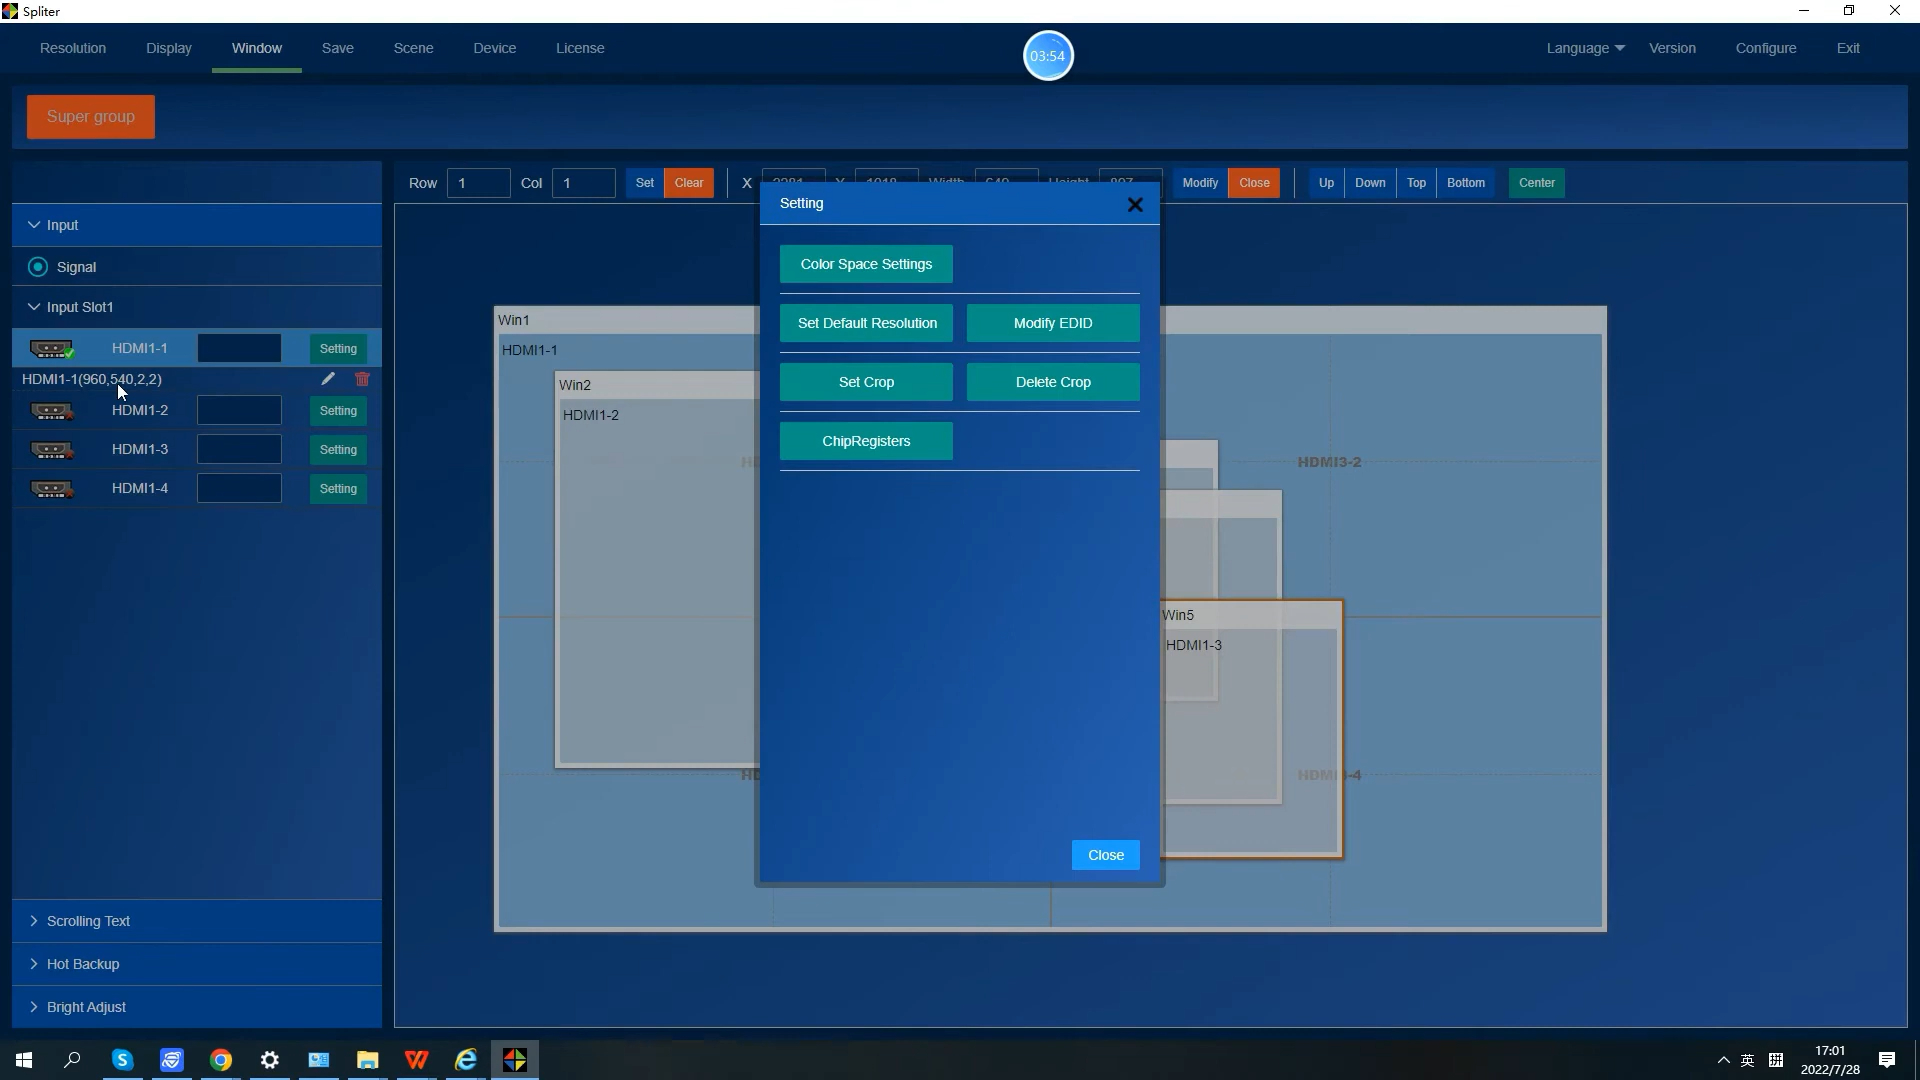 Spliter
Resolution Display Window Save Scene Device License 03:54 Language Version Configure Exit
Super group
Row 1 Col 1 Set Clear X Y Width Height Modify Close Up Down Top Bottom Center
Input
Signal
Input Slot1
HDMI1-1 Setting
HDMI1-1(960,540,2,2)
HDMI1-2 Setting
HDMI1-3 Setting
HDMI1-4 Setting
Scrolling Text
Hot Backup
Bright Adjust
Win1
HDMI1-1
Win2
HDMI1-2
HDMI3-2
Win5
HDMI1-3
Setting
Color Space Settings
Set Default Resolution Modify EDID
Set Crop Delete Crop
ChipRegisters
Close
英 拼 17:01
2022/7/28